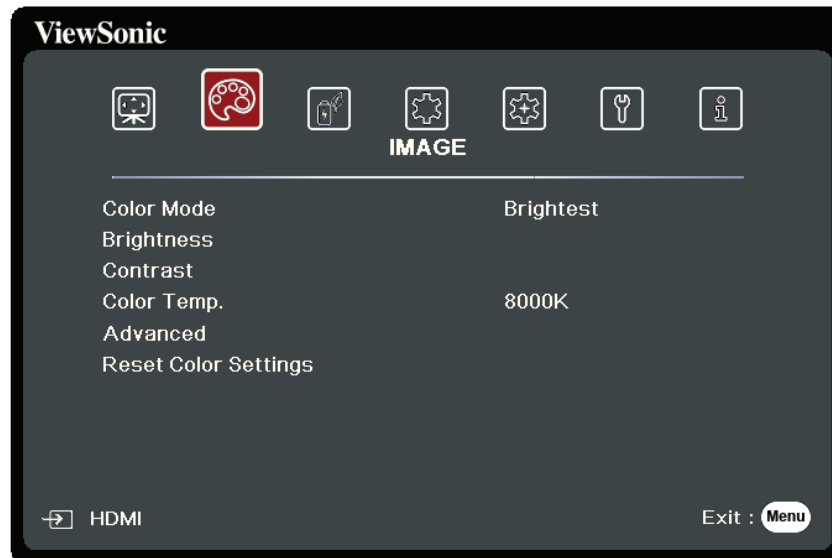 ViewSonic
IMAGE
Color Mode Brightest
Brightness
Contrast
Color Temp. 8000K
Advanced
Reset Color Settings
HDMI Exit : Menu